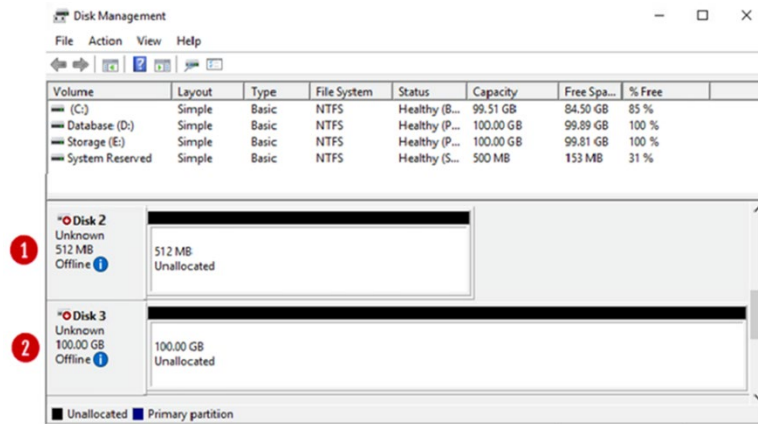 Disk Management
File Action View Help
Volume Layout Type File System Status Capacity Free Spa... % Free
(C:) Simple Basic NTFS Healthy (B... 99.51 GB 84.50 GB 85 %
Database (D:) Simple Basic NTFS Healthy (P... 100.00 GB 99.89 GB 100 %
Storage (E:) Simple Basic NTFS Healthy (P... 100.00 GB 99.81 GB 100 %
System Reserved Simple Basic NTFS Healthy (S... 500 MB 153 MB 31 %
1
Disk 2
Unknown
512 MB
Offline
512 MB
Unallocated
2
Disk 3
Unknown
100.00 GB
Offline
100.00 GB
Unallocated
Unallocated Primary partition